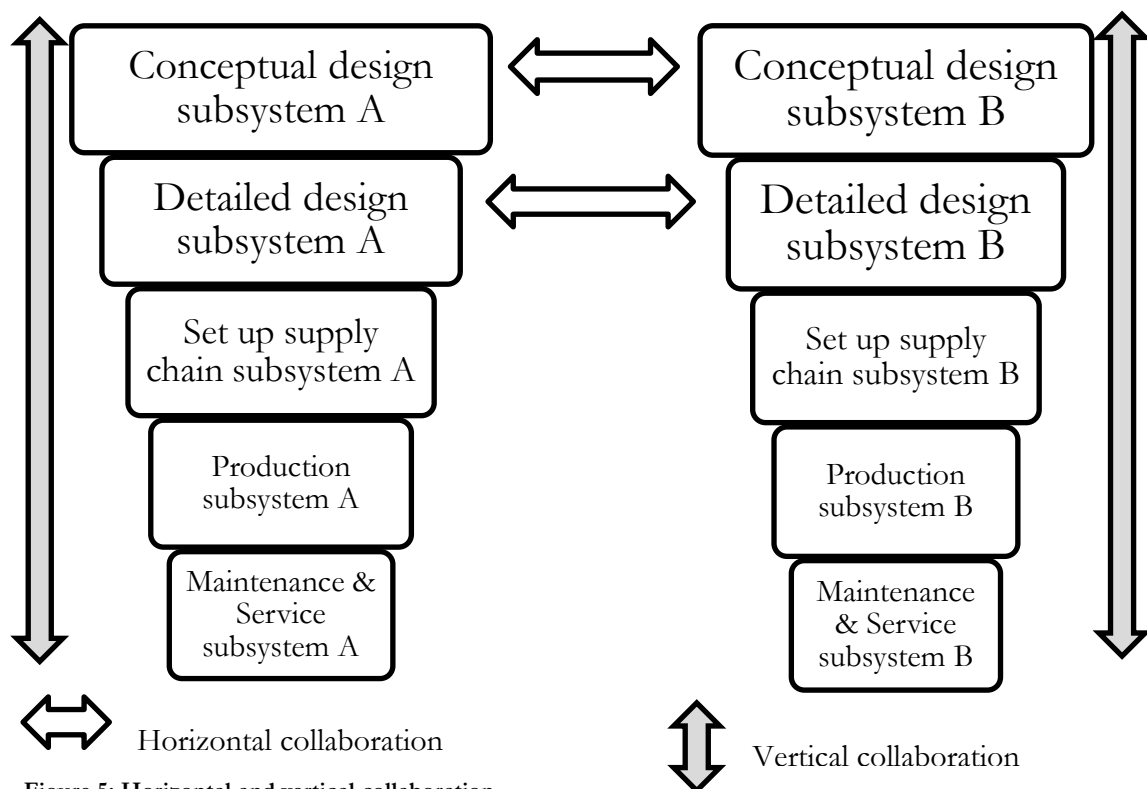 Conceptual design
subsystem A
Conceptual design
subsystem B
Detailed design
subsystem A
Detailed design
subsystem B
Set up supply
chain subsystem A
Set up supply
chain subsystem B
Production
subsystem A
Production
subsystem B
Maintenance &
Service
subsystem A
Maintenance
& Service
subsystem B
Horizontal collaboration
Vertical collaboration
Figure 5: Horizontal and vertical collaboration